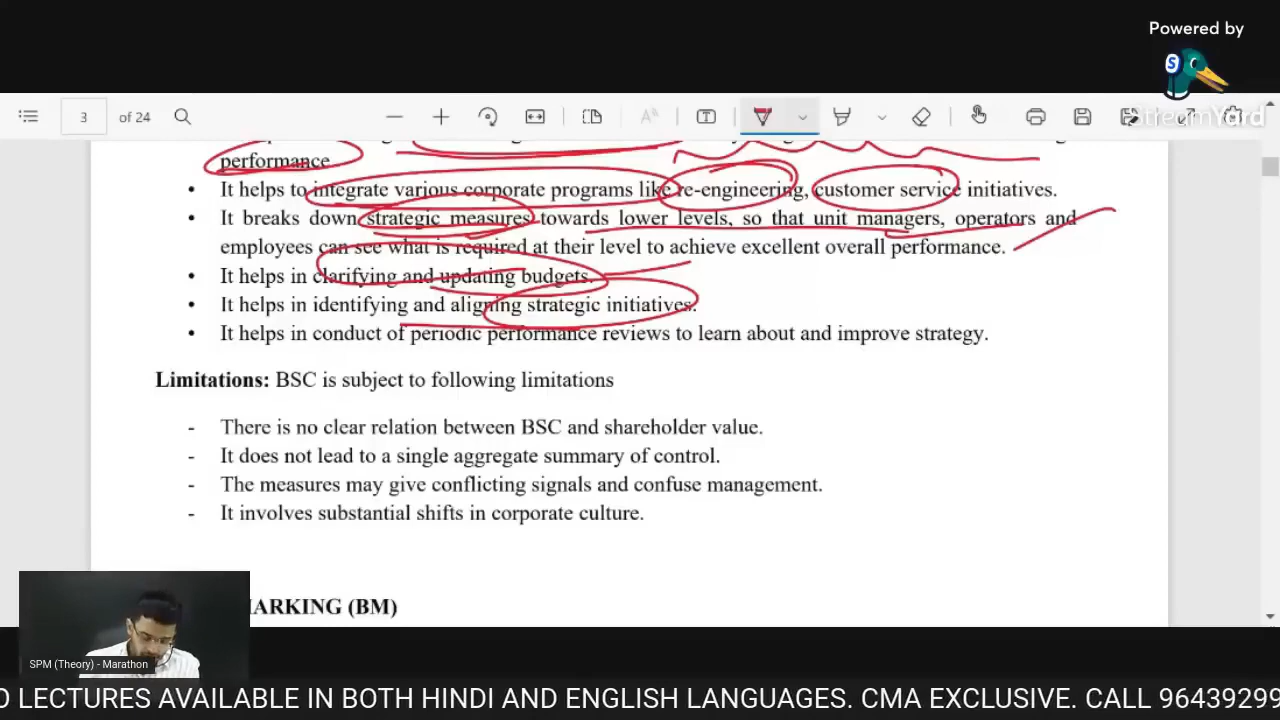 Powered by
S
StreamYard
3 of 24
performance
• It helps to integrate various corporate programs like re-engineering, customer service initiatives.
• It breaks down strategic measures towards lower levels, so that unit managers, operators and
employees can see what is required at their level to achieve excellent overall performance.
• It helps in clarifying and updating budgets.
• It helps in identifying and aligning strategic initiatives.
• It helps in conduct of periodic performance reviews to learn about and improve strategy.
Limitations: BSC is subject to following limitations
- There is no clear relation between BSC and shareholder value.
- It does not lead to a single aggregate summary of control.
- The measures may give conflicting signals and confuse management.
- It involves substantial shifts in corporate culture.
MARKING (BM)
SPM (Theory) - Marathon
O LECTURES AVAILABLE IN BOTH HINDI AND ENGLISH LANGUAGES. CMA EXCLUSIVE. CALL 96439299